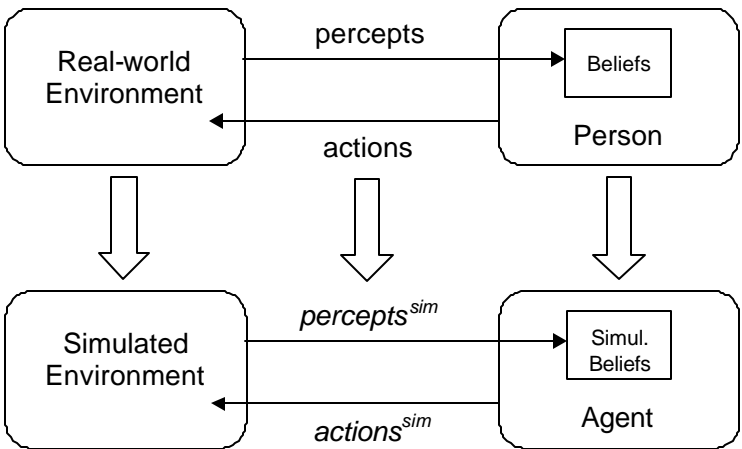 percepts
Real-world
Environment
Beliefs
Person
actions
percepts^sim
Simulated
Environment
Simul.
Beliefs
Agent
actions^sim